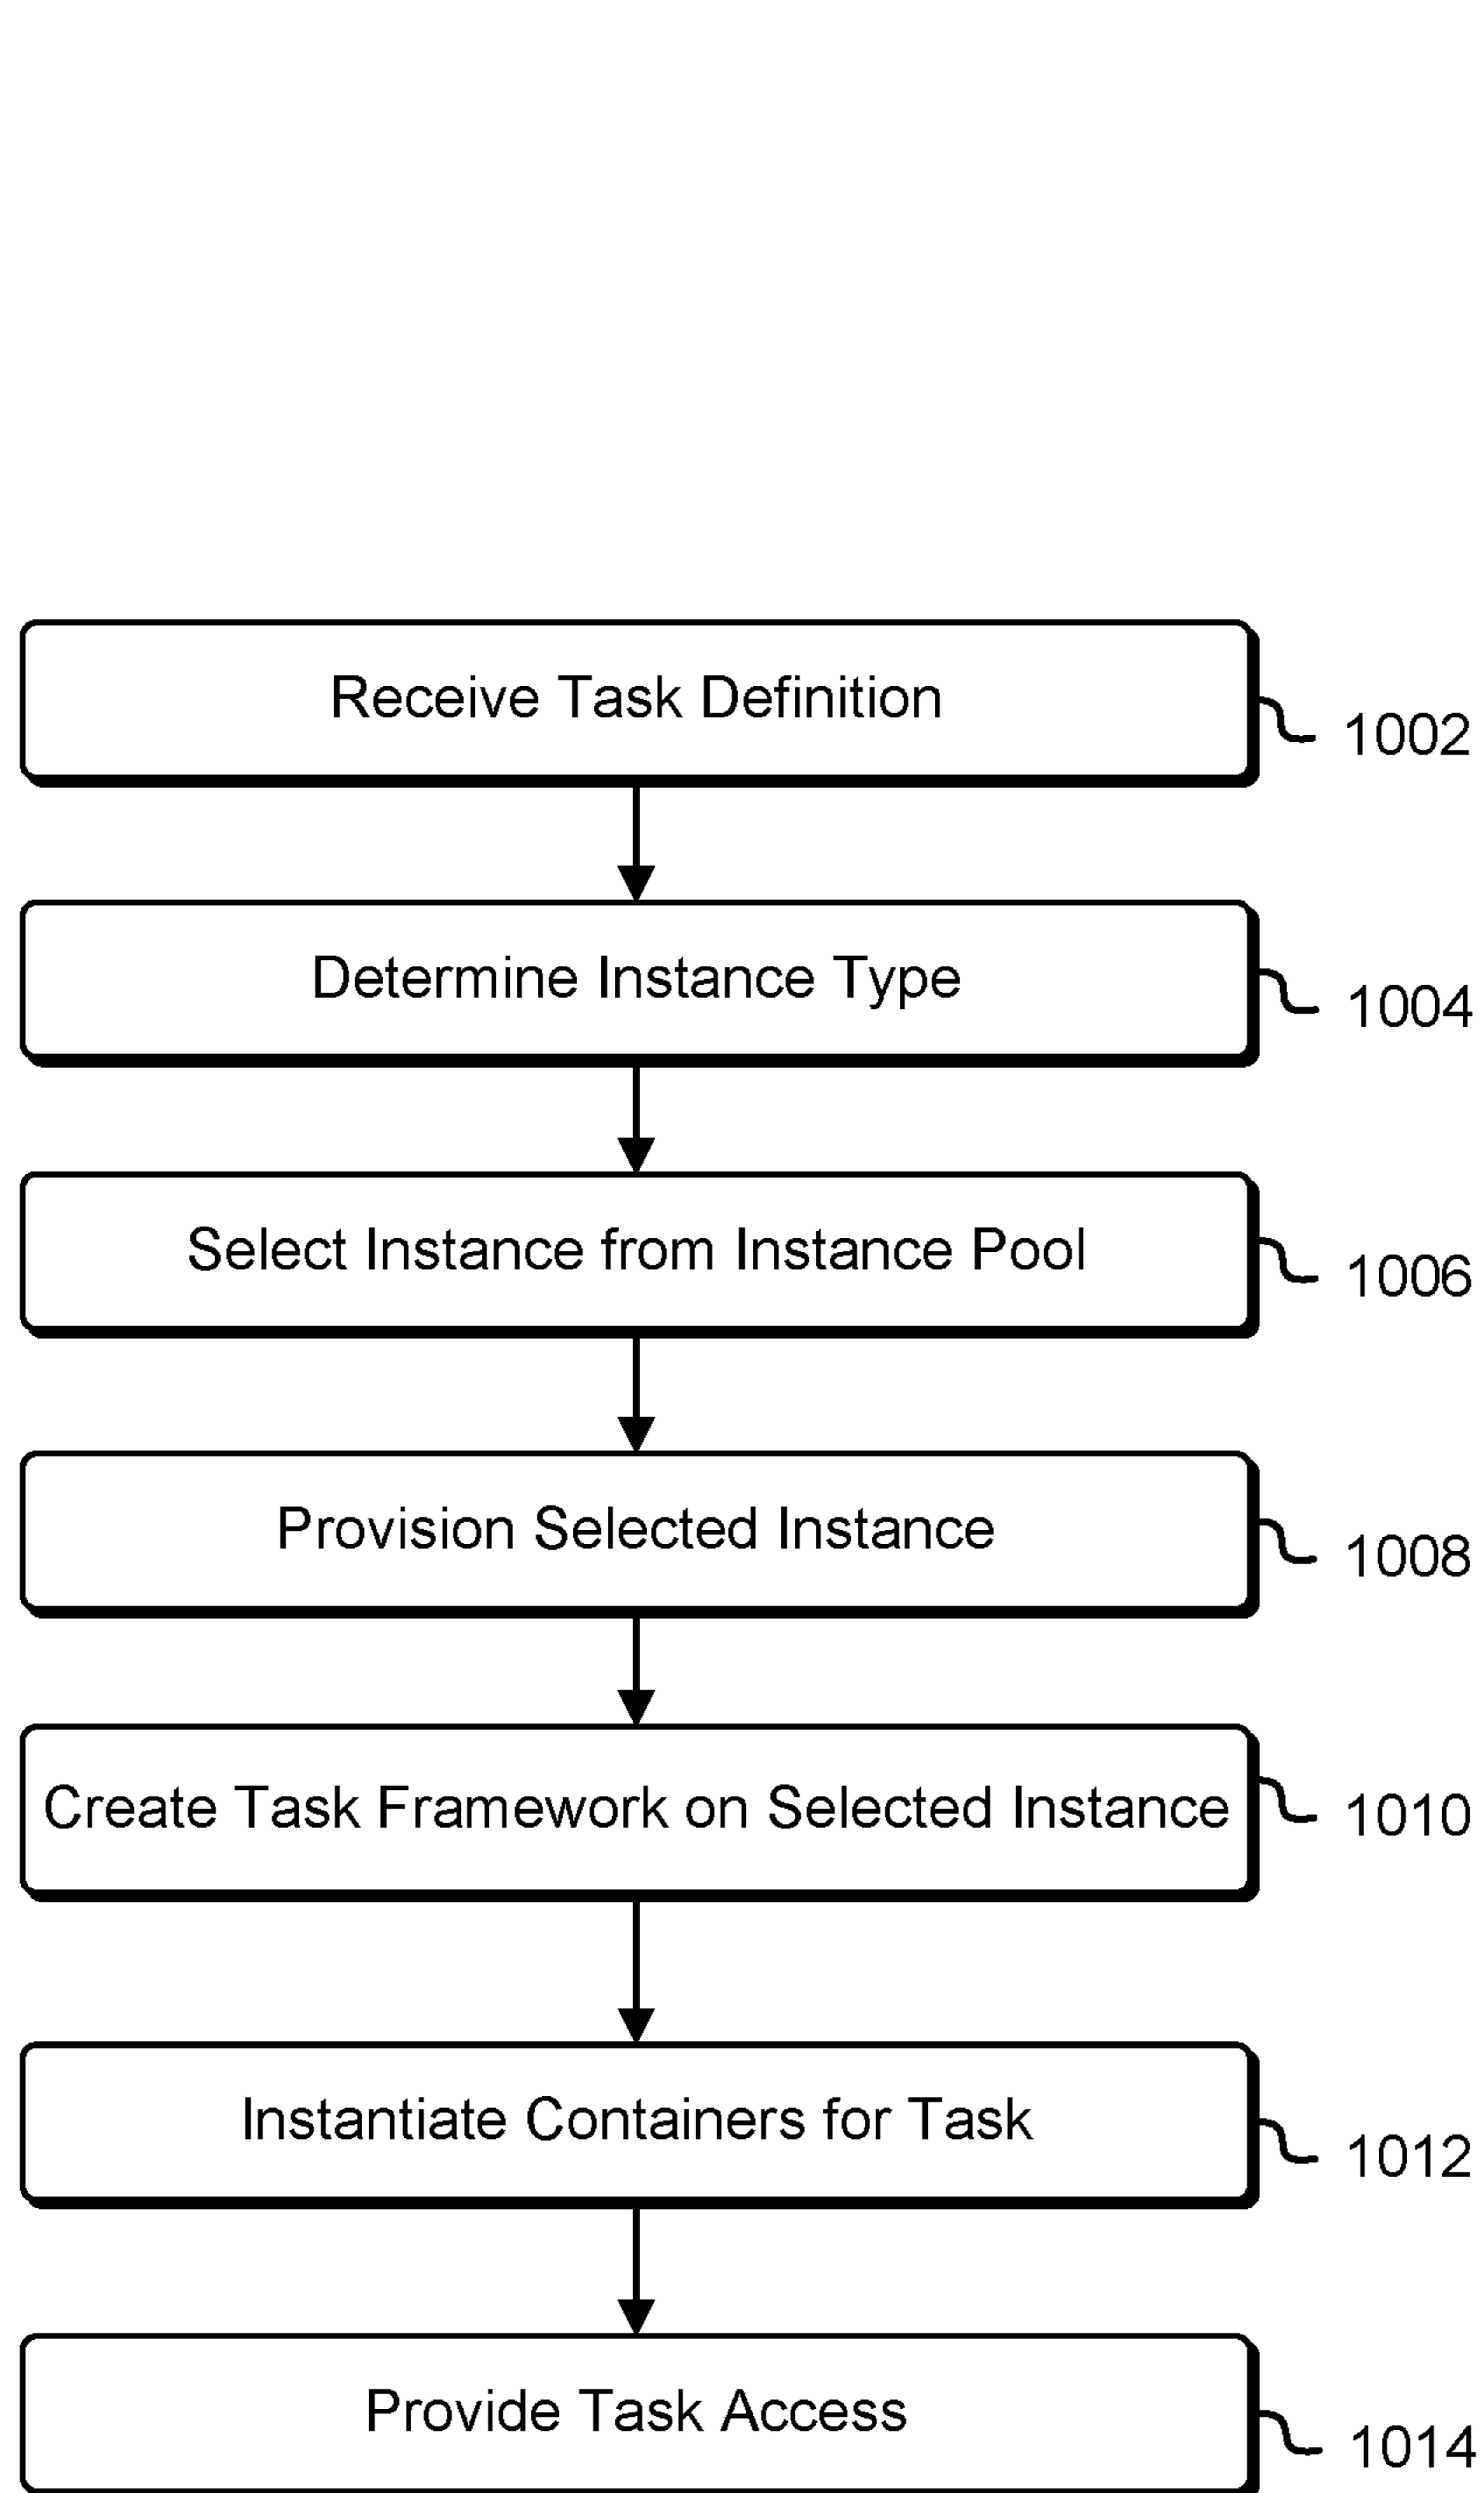 Receive Task Definition
1002
Determine Instance Type
1004
Select Instance from Instance Pool
1006
Provision Selected Instance
1008
Create Task Framework on Selected Instance
1010
Instantiate Containers for Task
1012
Provide Task Access
1014